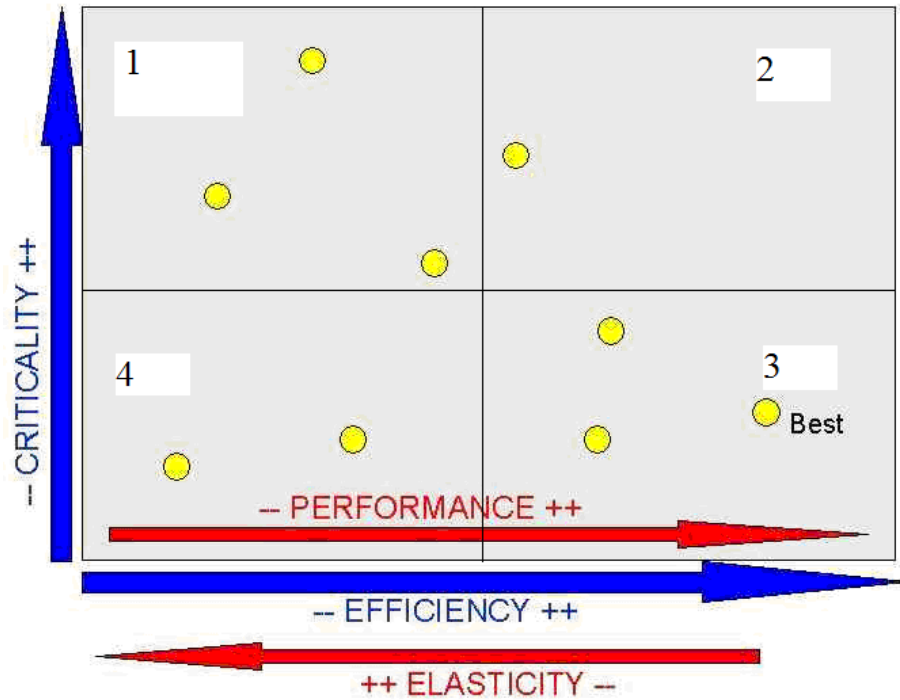 1
2
-- CRITICALITY ++
4
3
Best
-- PERFORMANCE ++
-- EFFICIENCY ++
++ ELASTICITY --